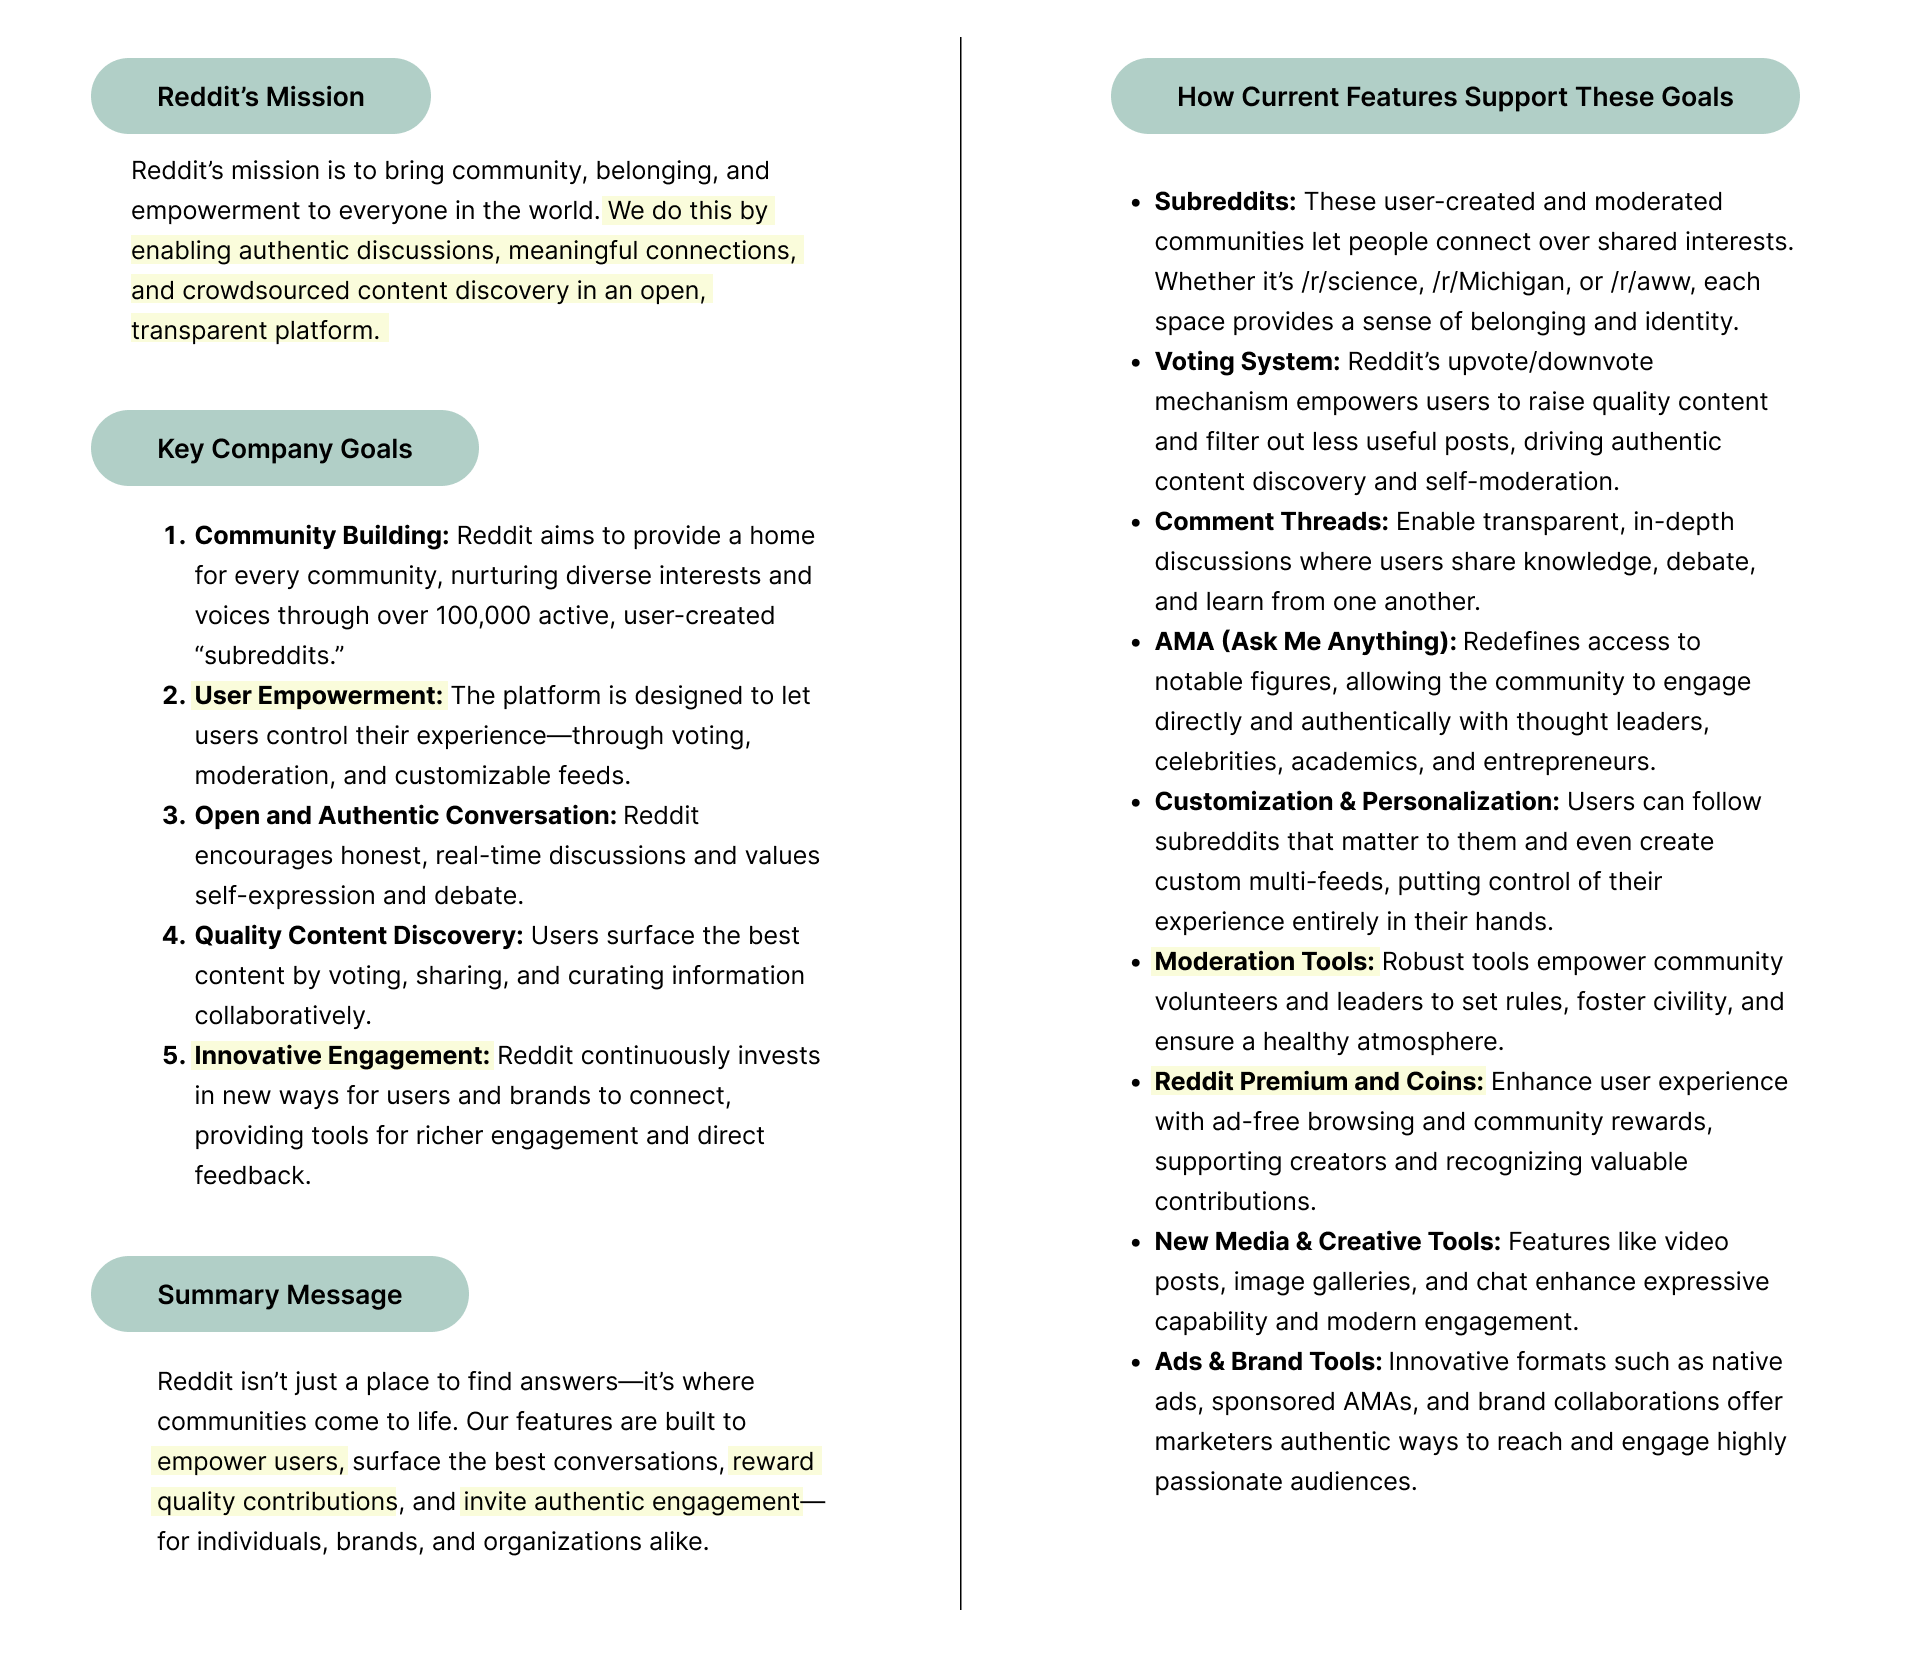 Reddit’s Mission
Reddit’s mission is to bring community, belonging, and
empowerment to everyone in the world. We do this by
enabling authentic discussions, meaningful connections,
and crowdsourced content discovery in an open,
transparent platform.
Key Company Goals
1. Community Building: Reddit aims to provide a home
for every community, nurturing diverse interests and
voices through over 100,000 active, user-created
“subreddits.”
2. User Empowerment: The platform is designed to let
users control their experience—through voting,
moderation, and customizable feeds.
3. Open and Authentic Conversation: Reddit
encourages honest, real-time discussions and values
self-expression and debate.
4. Quality Content Discovery: Users surface the best
content by voting, sharing, and curating information
collaboratively.
5. Innovative Engagement: Reddit continuously invests
in new ways for users and brands to connect,
providing tools for richer engagement and direct
feedback.
Summary Message
Reddit isn’t just a place to find answers—it’s where
communities come to life. Our features are built to
empower users, surface the best conversations, reward
quality contributions, and invite authentic engagement—
for individuals, brands, and organizations alike.
How Current Features Support These Goals
• Subreddits: These user-created and moderated
communities let people connect over shared interests.
Whether it’s /r/science, /r/Michigan, or /r/aww, each
space provides a sense of belonging and identity.
• Voting System: Reddit’s upvote/downvote
mechanism empowers users to raise quality content
and filter out less useful posts, driving authentic
content discovery and self-moderation.
• Comment Threads: Enable transparent, in-depth
discussions where users share knowledge, debate,
and learn from one another.
• AMA (Ask Me Anything): Redefines access to
notable figures, allowing the community to engage
directly and authentically with thought leaders,
celebrities, academics, and entrepreneurs.
• Customization & Personalization: Users can follow
subreddits that matter to them and even create
custom multi-feeds, putting control of their
experience entirely in their hands.
• Moderation Tools: Robust tools empower community
volunteers and leaders to set rules, foster civility, and
ensure a healthy atmosphere.
• Reddit Premium and Coins: Enhance user experience
with ad-free browsing and community rewards,
supporting creators and recognizing valuable
contributions.
• New Media & Creative Tools: Features like video
posts, image galleries, and chat enhance expressive
capability and modern engagement.
• Ads & Brand Tools: Innovative formats such as native
ads, sponsored AMAs, and brand collaborations offer
marketers authentic ways to reach and engage highly
passionate audiences.